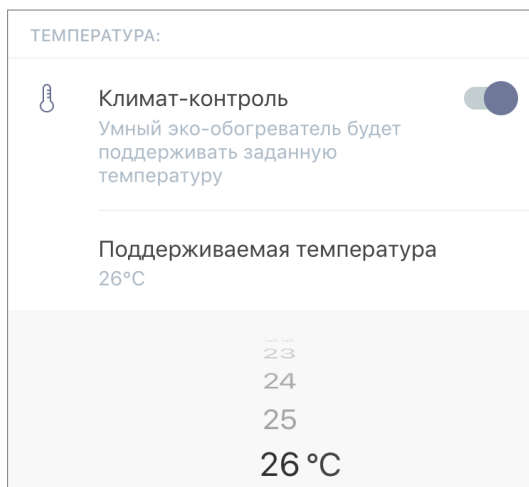 ТЕМПЕРАТУРА:
Климат-контроль
Умный эко-обогреватель будет
поддерживать заданную
температуру
Поддерживаемая температура
26°C
23
24
25
26 °C